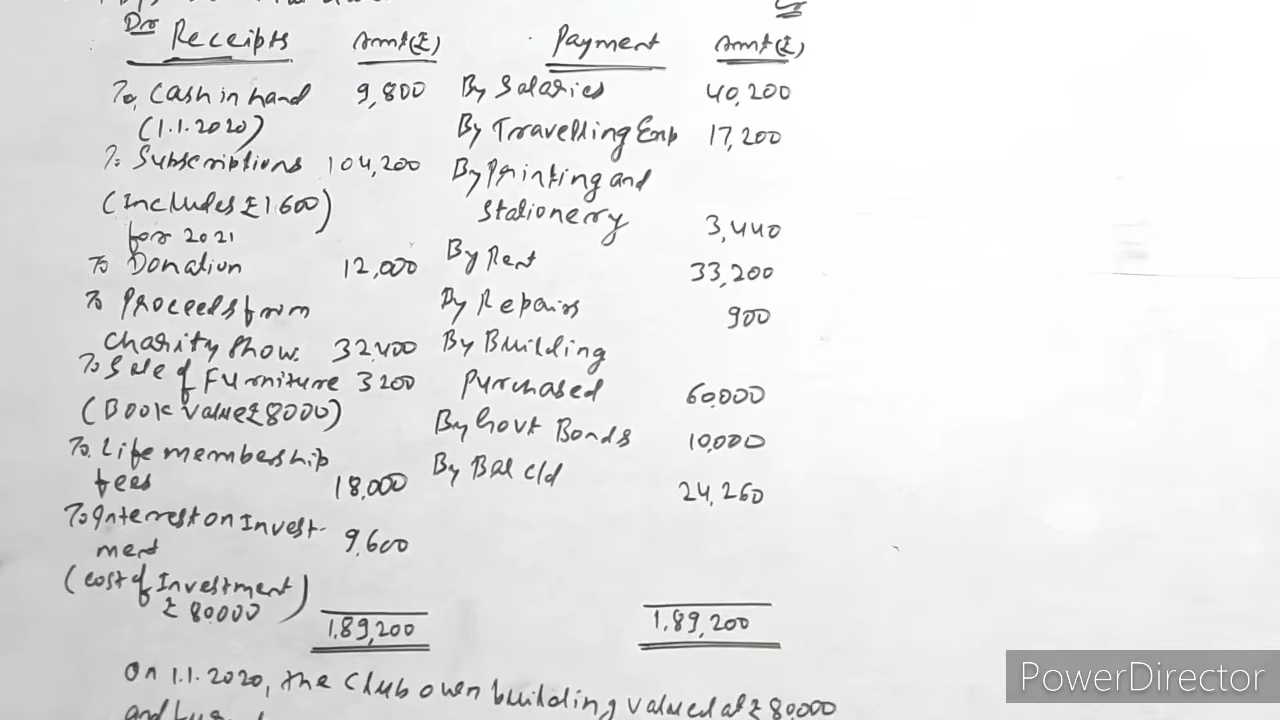 Dr Cr
Receipts Amt(₹) Payment Amt(₹)
To, Cash in hand 9,800 By Salaries 40,200
(1.1.2020) By Travelling Exp 17,200
To Subscriptions 104,200 By Printing and
(Includes ₹1600) Stationery 3,440
for 2021
To Donation 12,000 By Rent 33,200
To Proceeds from By Repairs 900
Charity Show. 32,400 By Building
To Sale of Furniture 3200 Purchased 60,000
(Book Value ₹8000) By Govt Bonds 10,000
To. Life membership By Bal c/d
fees 18,000 24,260
To Interest on Invest-
ment 9,600
(cost of Investment)
₹ 80,000
1,89,200 1,89,200
On 1.1.2020, the Club own building valued at ₹ 80,000
PowerDirector